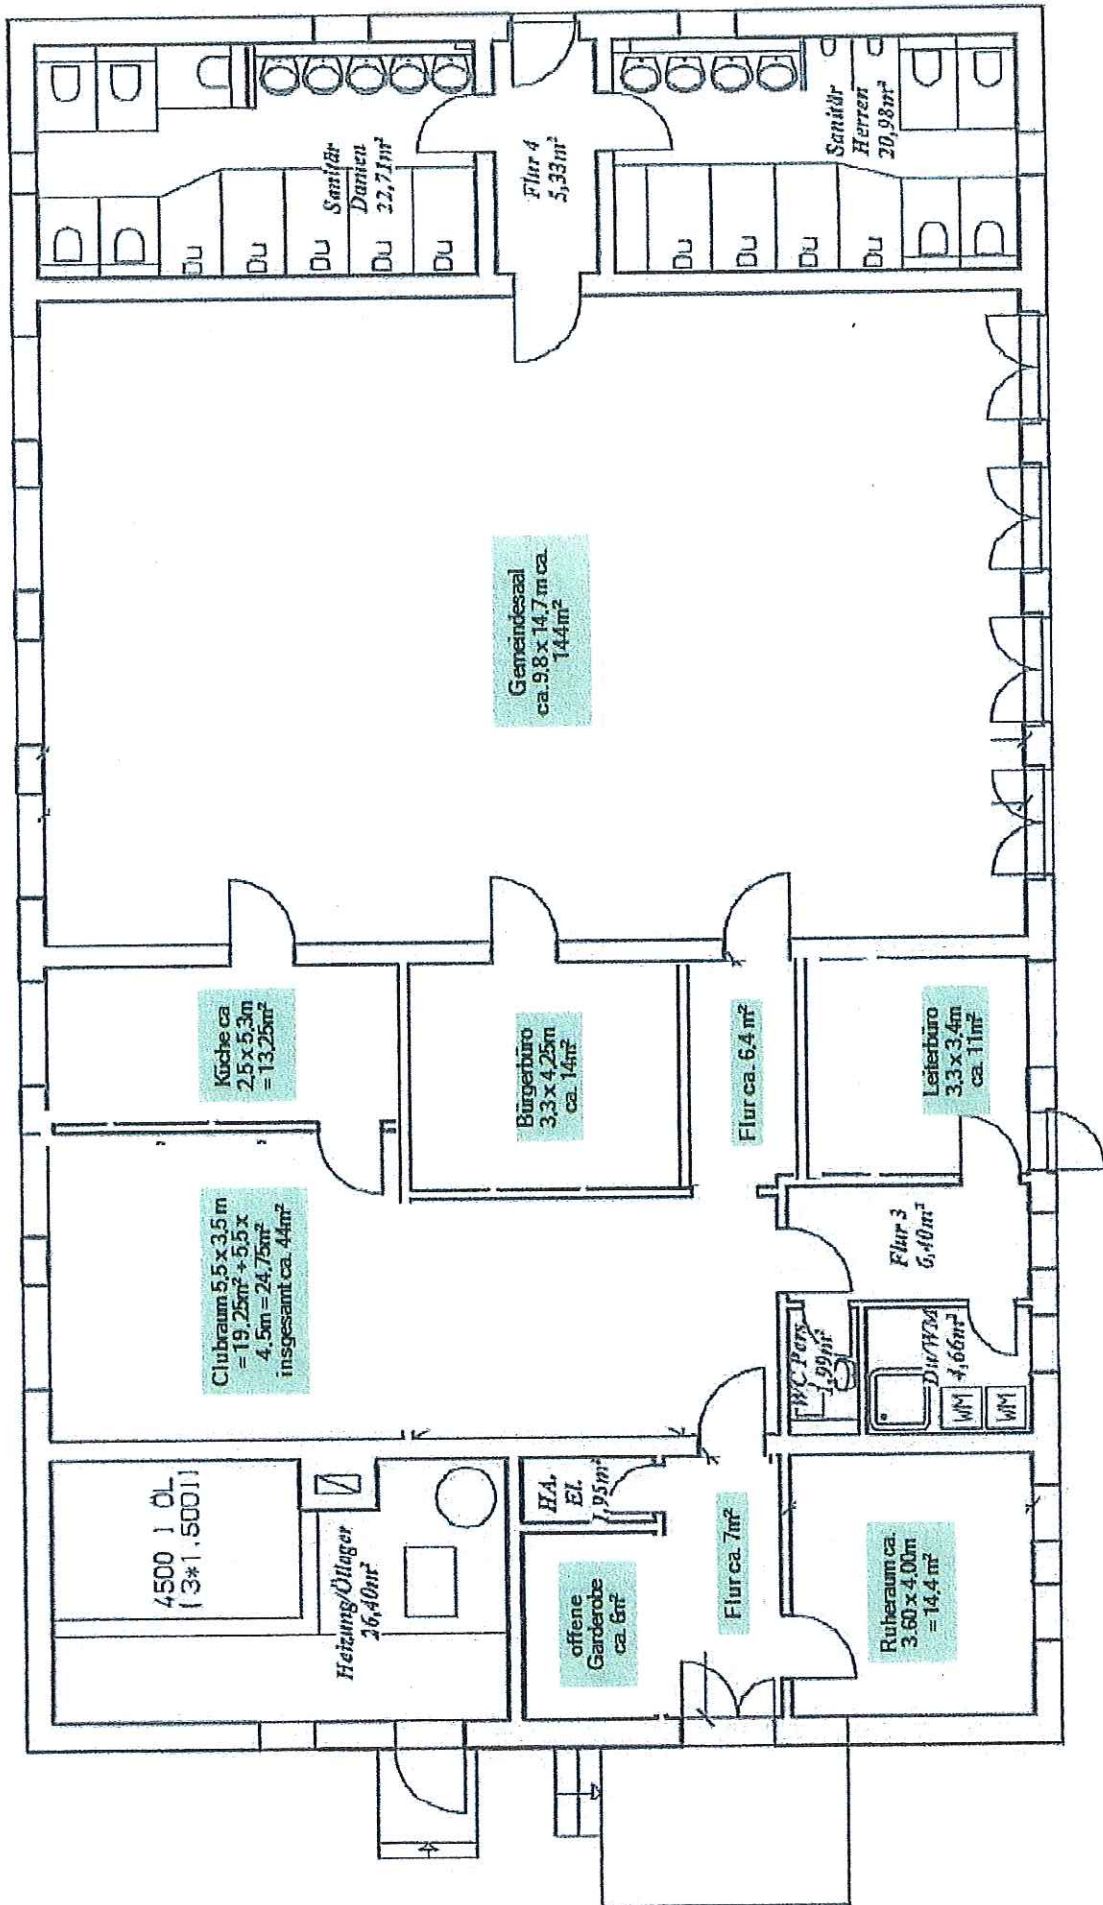 4500 l ÖL
(3*1.500l)
Heizung/Öllager
26,40m²
offene
Garderobe
ca. 6m²
HA.
El.
1,95m²
Flur ca. 7m²
Ruheraum ca.
3.60 x 4,00m
= 14,4 m²
Clubraum 5,5 x 3,5 m
= 19,25m² + 5,5 x
4,5m = 24,75m²
insgesamt ca. 44m²
WC Pers.
1,99m²
Du/WM
4,66m²
WM
WM
Flur 3
6,40m²
Küche ca
2,5 x 5,3m
= 13,25m²
Bürgerbüro
3,3 x 4,25m
ca. 14m²
Flur ca. 6,4 m²
Leiterbüro
3,3 x 3,4m
ca. 11m²
Gemeindesaal
ca. 9,8 x 14,7 m ca.
144m²
Du
Du
Du
Du
Du
Sanitär
Damen
22,71m²
Flur 4
5,33m²
Du
Du
Du
Du
Sanitär
Herren
20,98m²